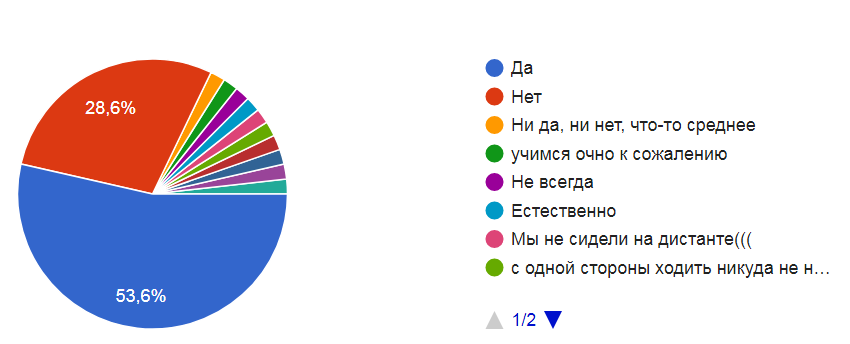 28,6%
53,6%
Да
Нет
Ни да, ни нет, что-то среднее
учимся очно к сожалению
Не всегда
Естественно
Мы не сидели на дистанте(((
с одной стороны ходить никуда не н…
1/2